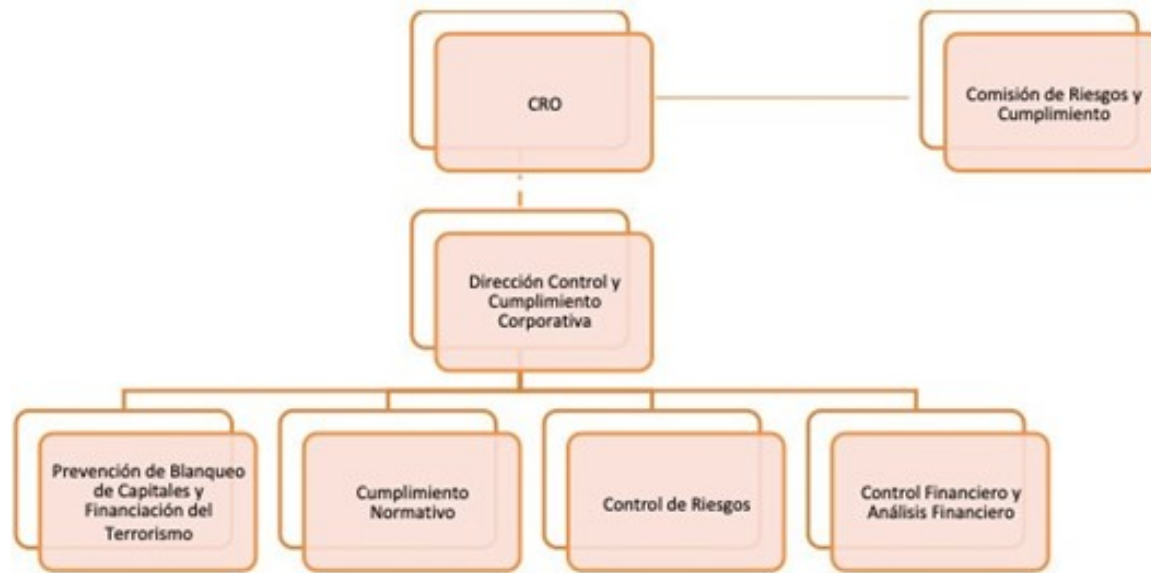 CRO
Comisión de Riesgos y
Cumplimiento
Dirección Control y
Cumplimiento
Corporativa
Prevención de Blanqueo
de Capitales y
Financiación del
Terrorismo
Cumplimiento
Normativo
Control de Riesgos
Control Financiero y
Análisis Financiero